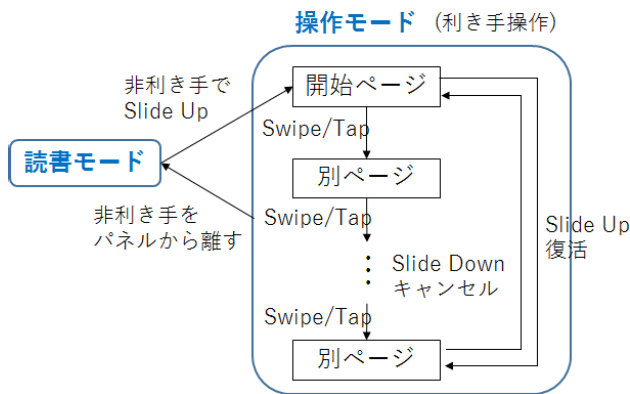 操作モード (利き手操作)
非利き手で
Slide Up
開始ページ
Swipe/Tap
読書モード
別ページ
非利き手を
パネルから離す
Swipe/Tap
⋮
Slide Down
キャンセル
Slide Up
復活
Swipe/Tap
別ページ